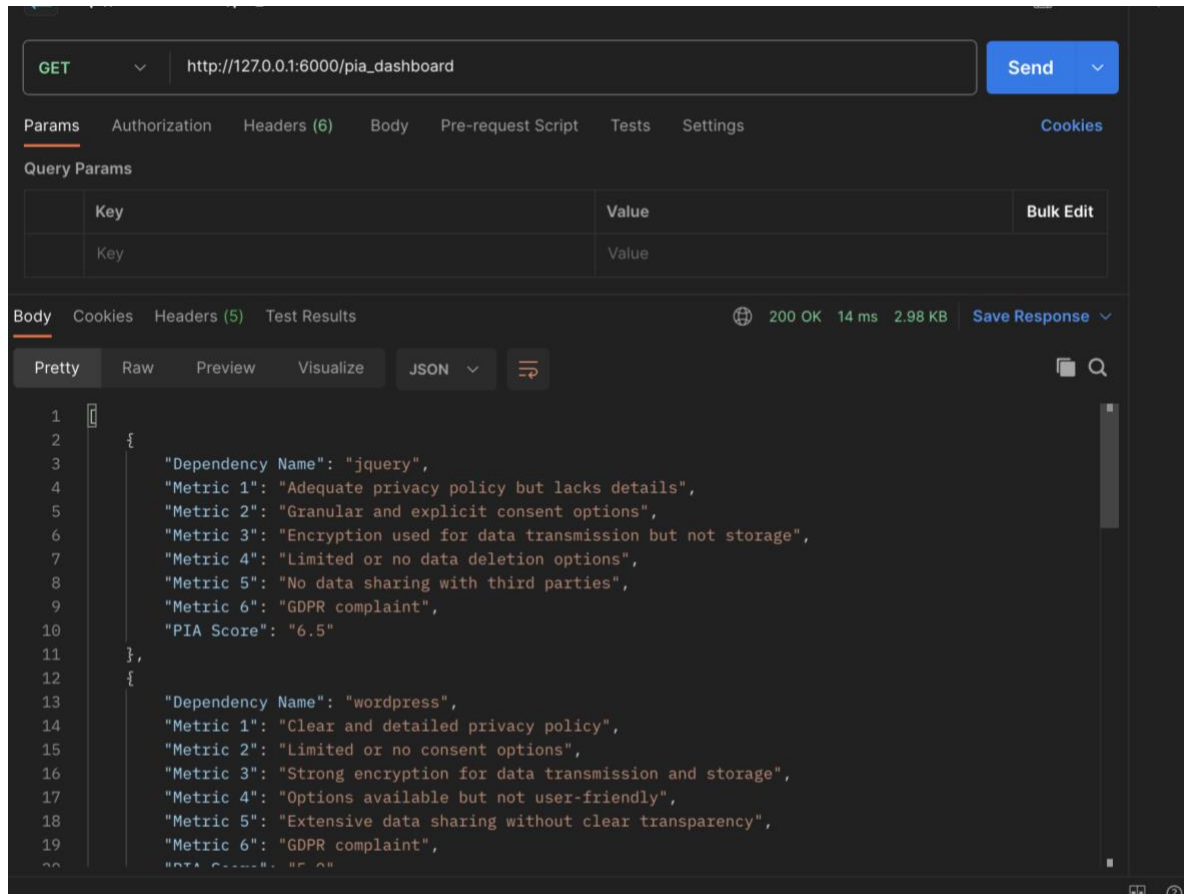 GET http://127.0.0.1:6000/pia_dashboard Send
Params Authorization Headers (6) Body Pre-request Script Tests Settings Cookies
Query Params
Key Value Bulk Edit
Key Value
Body Cookies Headers (5) Test Results 200 OK 14 ms 2.98 KB Save Response
Pretty Raw Preview Visualize JSON
1 [
2 {
3 "Dependency Name": "jquery",
4 "Metric 1": "Adequate privacy policy but lacks details",
5 "Metric 2": "Granular and explicit consent options",
6 "Metric 3": "Encryption used for data transmission but not storage",
7 "Metric 4": "Limited or no data deletion options",
8 "Metric 5": "No data sharing with third parties",
9 "Metric 6": "GDPR complaint",
10 "PIA Score": "6.5"
11 },
12 {
13 "Dependency Name": "wordpress",
14 "Metric 1": "Clear and detailed privacy policy",
15 "Metric 2": "Limited or no consent options",
16 "Metric 3": "Strong encryption for data transmission and storage",
17 "Metric 4": "Options available but not user-friendly",
18 "Metric 5": "Extensive data sharing without clear transparency",
19 "Metric 6": "GDPR complaint",